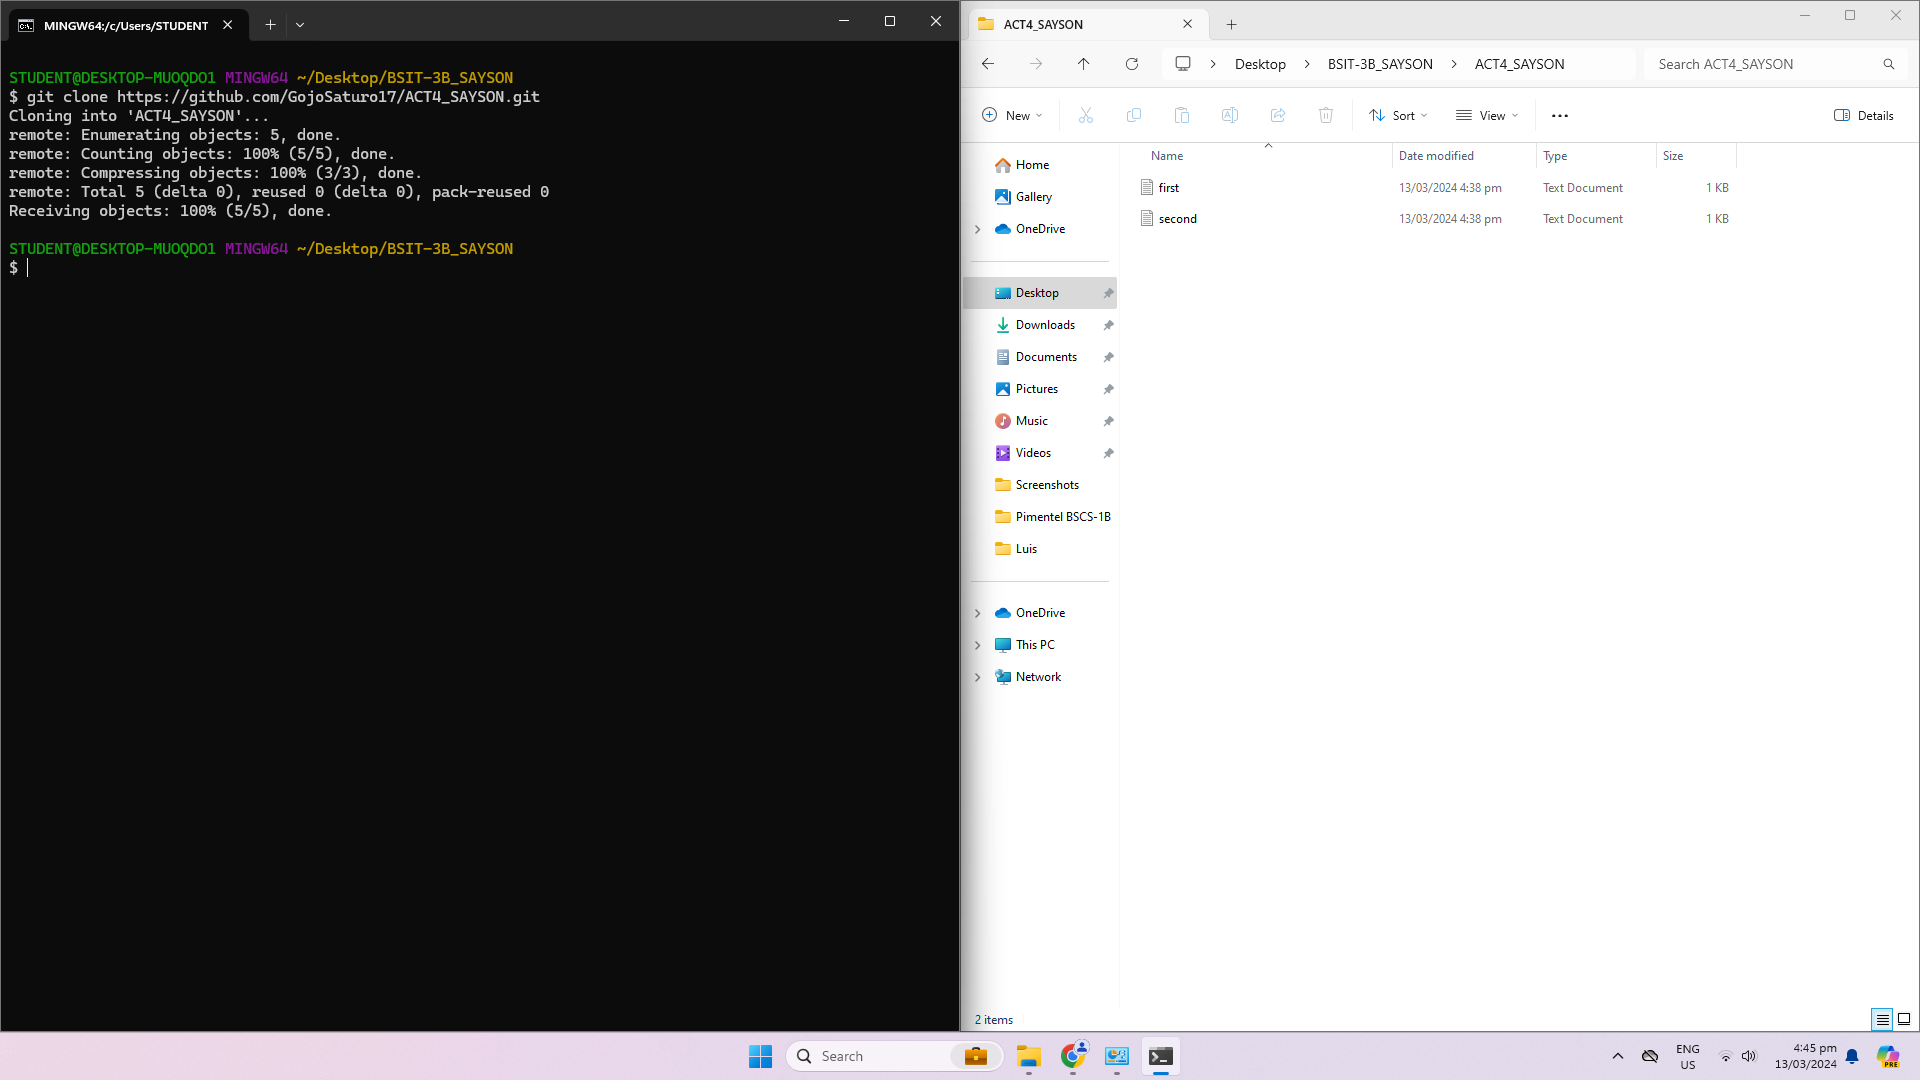 MINGW64:/c/Users/STUDENT
STUDENT@DESKTOP-MUOQDO1 MINGW64 ~/Desktop/BSIT-3B_SAYSON
$ git clone https://github.com/GojoSaturo17/ACT4_SAYSON.git
Cloning into 'ACT4_SAYSON'...
remote: Enumerating objects: 5, done.
remote: Counting objects: 100% (5/5), done.
remote: Compressing objects: 100% (3/3), done.
remote: Total 5 (delta 0), reused 0 (delta 0), pack-reused 0
Receiving objects: 100% (5/5), done.
STUDENT@DESKTOP-MUOQDO1 MINGW64 ~/Desktop/BSIT-3B_SAYSON
$
ACT4_SAYSON
Desktop > BSIT-3B_SAYSON > ACT4_SAYSON
Search ACT4_SAYSON
New Sort View ... Details
Home
Gallery
OneDrive
Desktop
Downloads
Documents
Pictures
Music
Videos
Screenshots
Pimentel BSCS-1B
Luis
OneDrive
This PC
Network
Name Date modified Type Size
first 13/03/2024 4:38 pm Text Document 1 KB
second 13/03/2024 4:38 pm Text Document 1 KB
2 items
Search
ENG
US
4:45 pm
13/03/2024
PRE